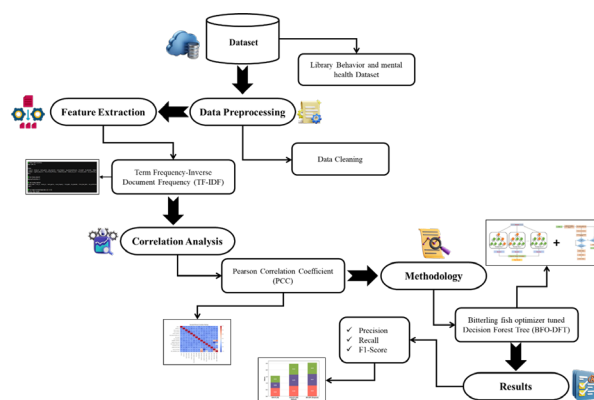 Dataset
Library Behavior and mental
health Dataset
Feature Extraction
Data Preprocessing
Data Cleaning
Term Frequency-Inverse
Document Frequency (TF-IDF)
Correlation Analysis
Pearson Correlation Coefficient
(PCC)
Methodology
+
Bitterling fish optimizer tuned
Decision Forest Tree (BFO-DFT)
✓ Precision
✓ Recall
✓ F1-Score
Results